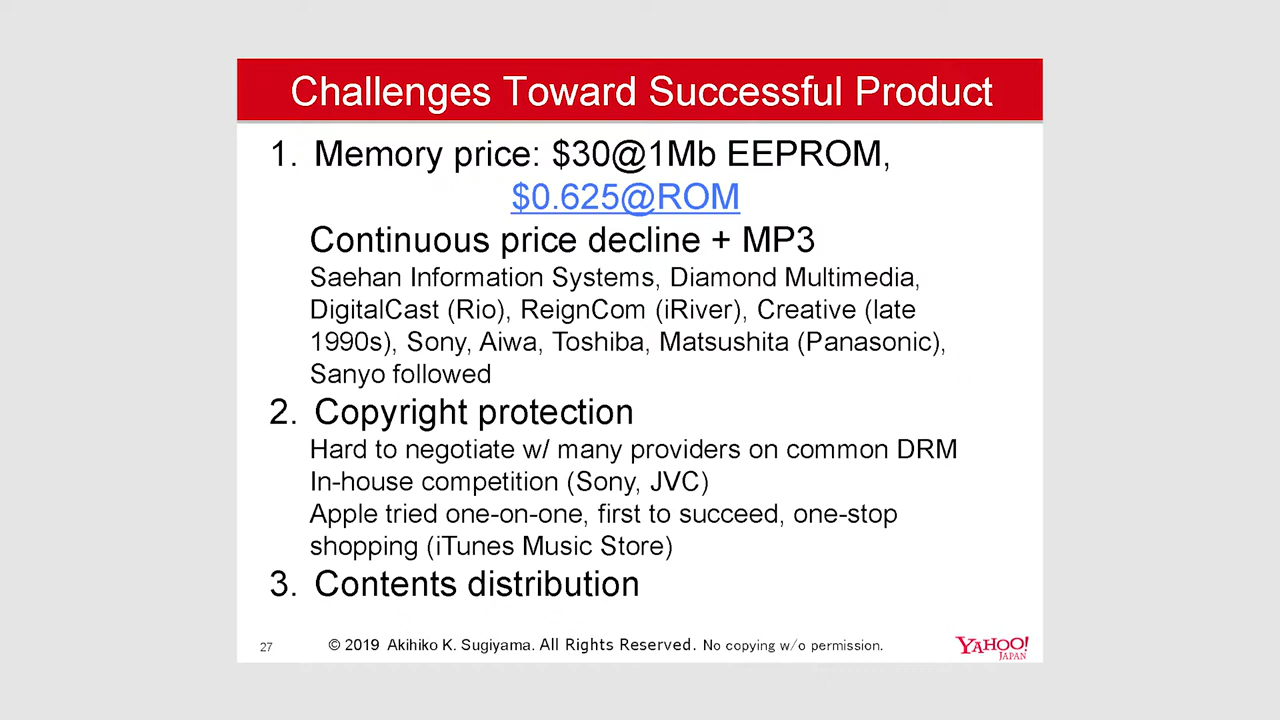 Challenges Toward Successful Product
1. Memory price: $30@1Mb EEPROM,
$0.625@ROM
Continuous price decline + MP3
Saehan Information Systems, Diamond Multimedia,
DigitalCast (Rio), ReignCom (iRiver), Creative (late
1990s), Sony, Aiwa, Toshiba, Matsushita (Panasonic),
Sanyo followed
2. Copyright protection
Hard to negotiate w/ many providers on common DRM
In-house competition (Sony, JVC)
Apple tried one-on-one, first to succeed, one-stop
shopping (iTunes Music Store)
3. Contents distribution
27 © 2019 Akihiko K. Sugiyama. All Rights Reserved. No copying w/o permission. YAHOO!
JAPAN